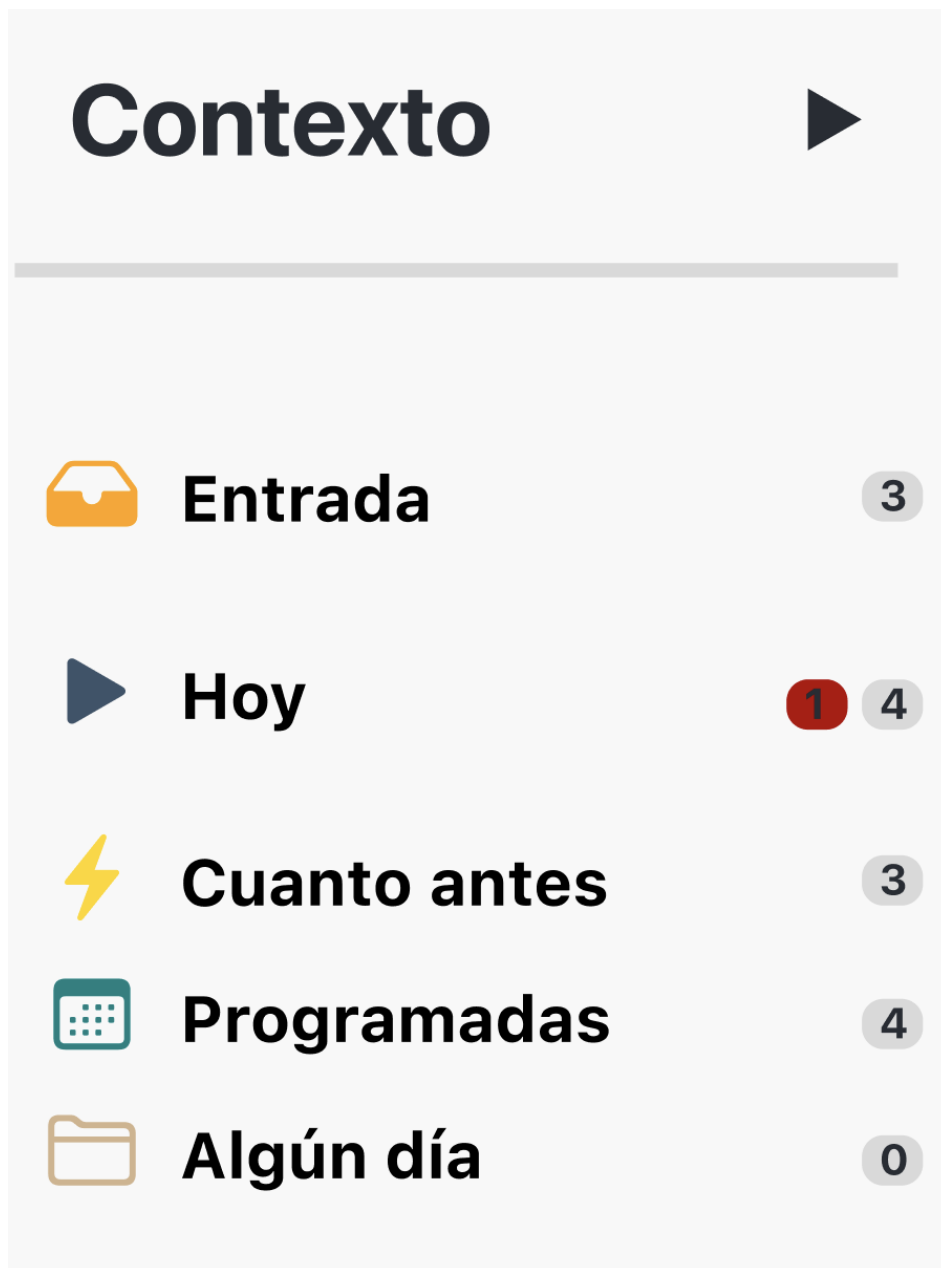 Contexto
Entrada 3
Hoy 1 4
Cuanto antes 3
Programadas 4
Algún día 0